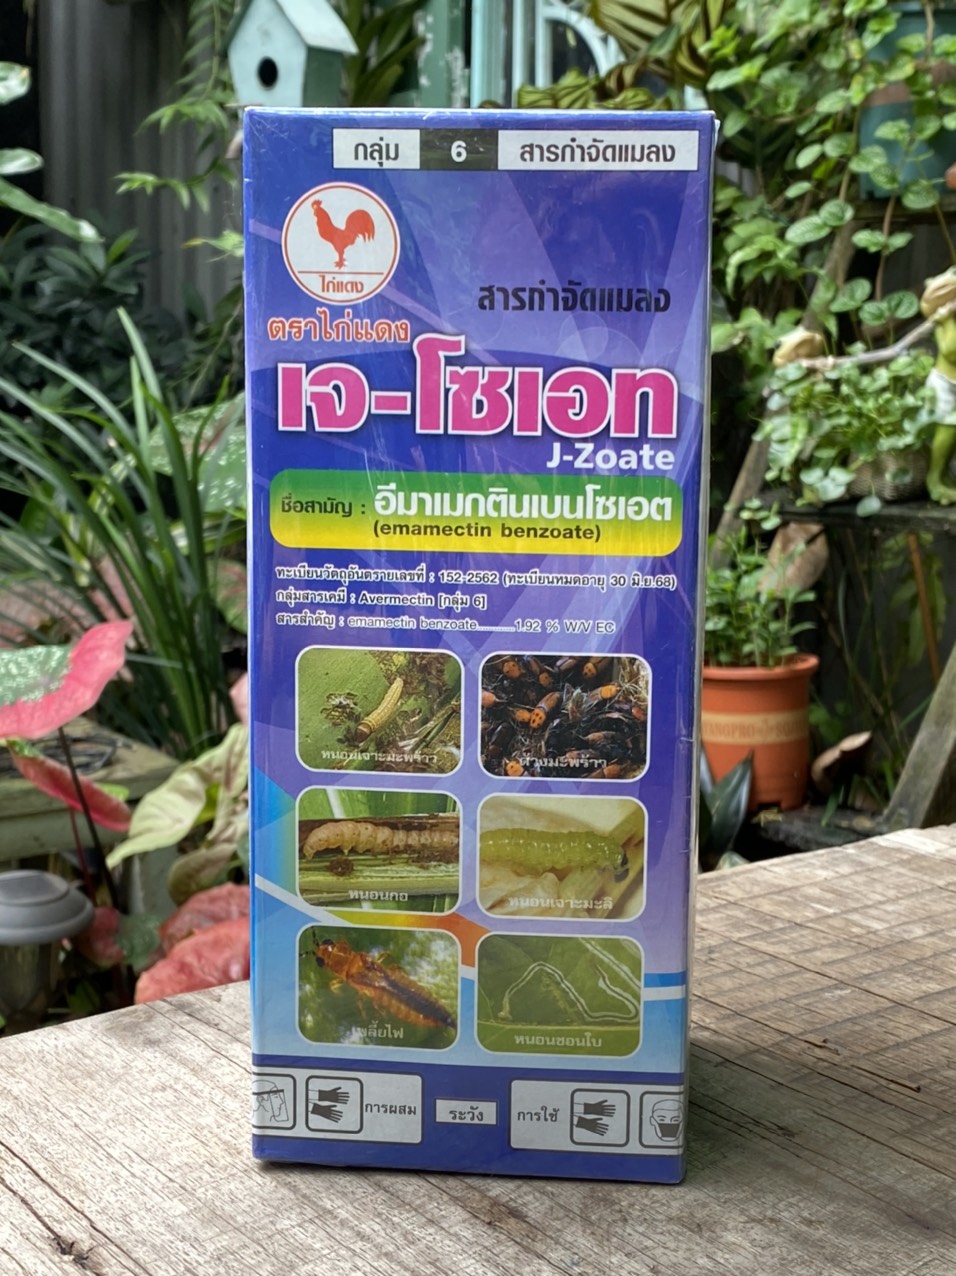 กลุ่ม 6 สารกำจัดแมลง
ไก่แดง
สารกำจัดแมลง
ตราไก่แดง
เจ-โซเอท
J-Zoate
ชื่อสามัญ : อีมาเมกตินเบนโซเอต
(emamectin benzoate)
ทะเบียนวัตถุอันตรายเลขที่ : 152-2562 (ทะเบียนหมดอายุ 30 มิ.ย.68)
กลุ่มสารเคมี : Avermectin [กลุ่ม 6]
สารสำคัญ : emamectin benzoate............1.92 % W/V EC
หนอนเจาะมะพร้าว ด้วงมะพร้าว
หนอนกอ หนอนเจาะมะลิ
เพลี้ยไฟ หนอนชอนใบ
การผสม ระวัง การใช้